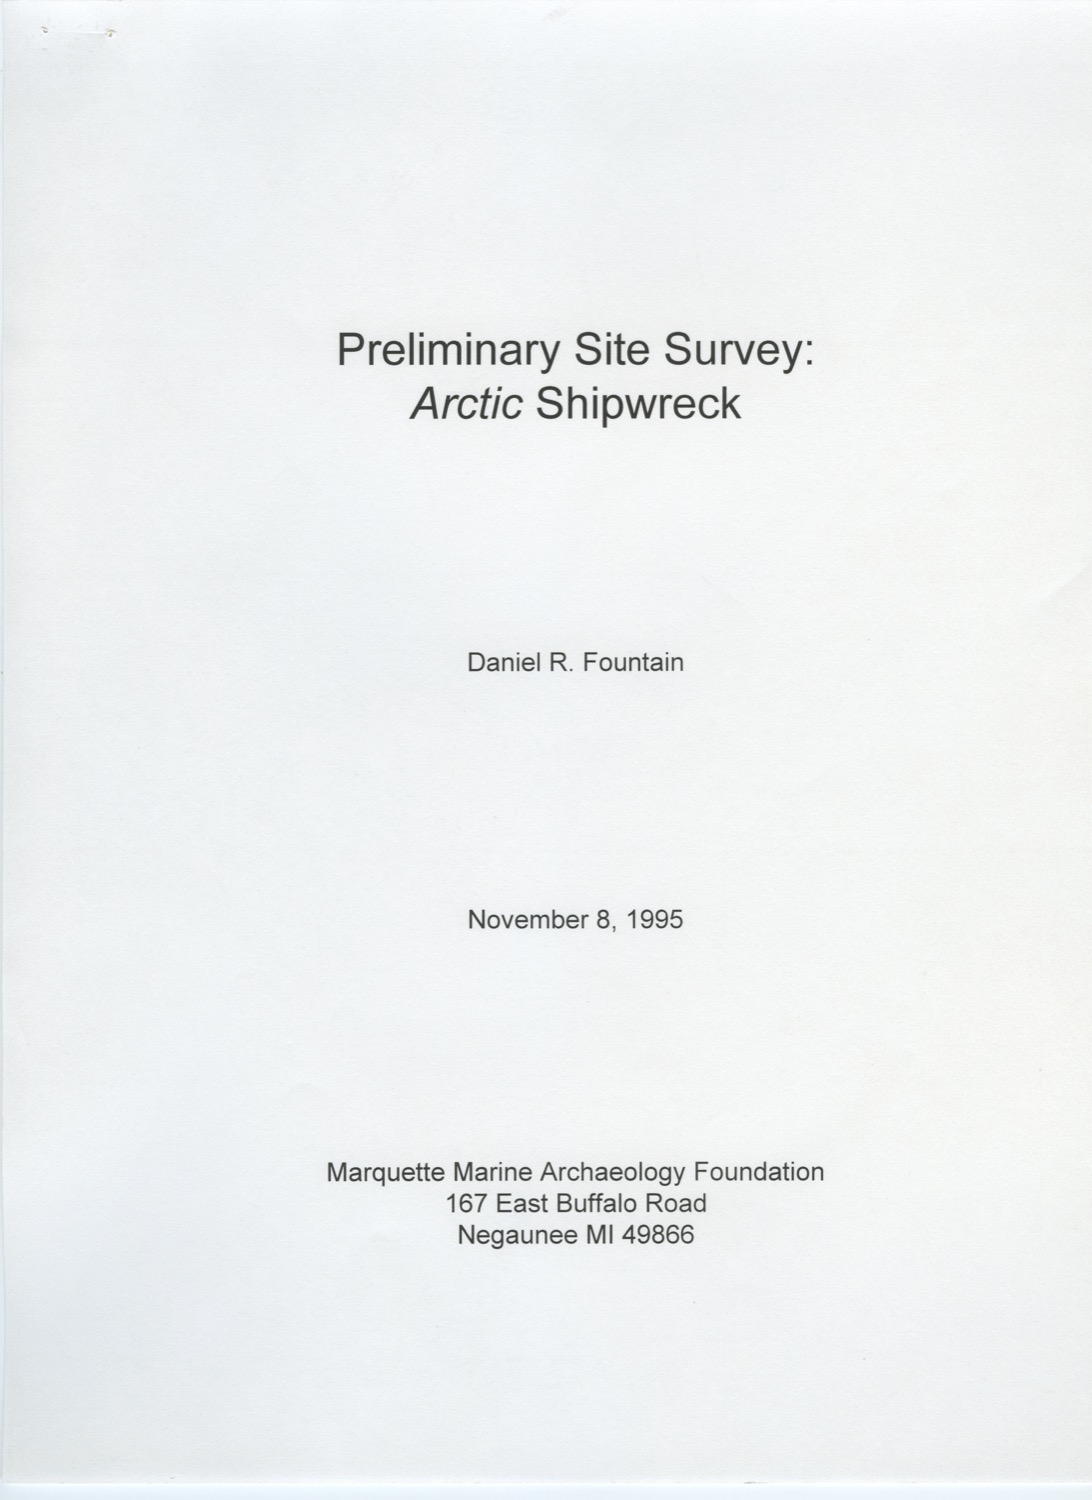 Preliminary Site Survey:
Arctic Shipwreck
Daniel R. Fountain
November 8, 1995
Marquette Marine Archaeology Foundation
167 East Buffalo Road
Negaunee MI 49866